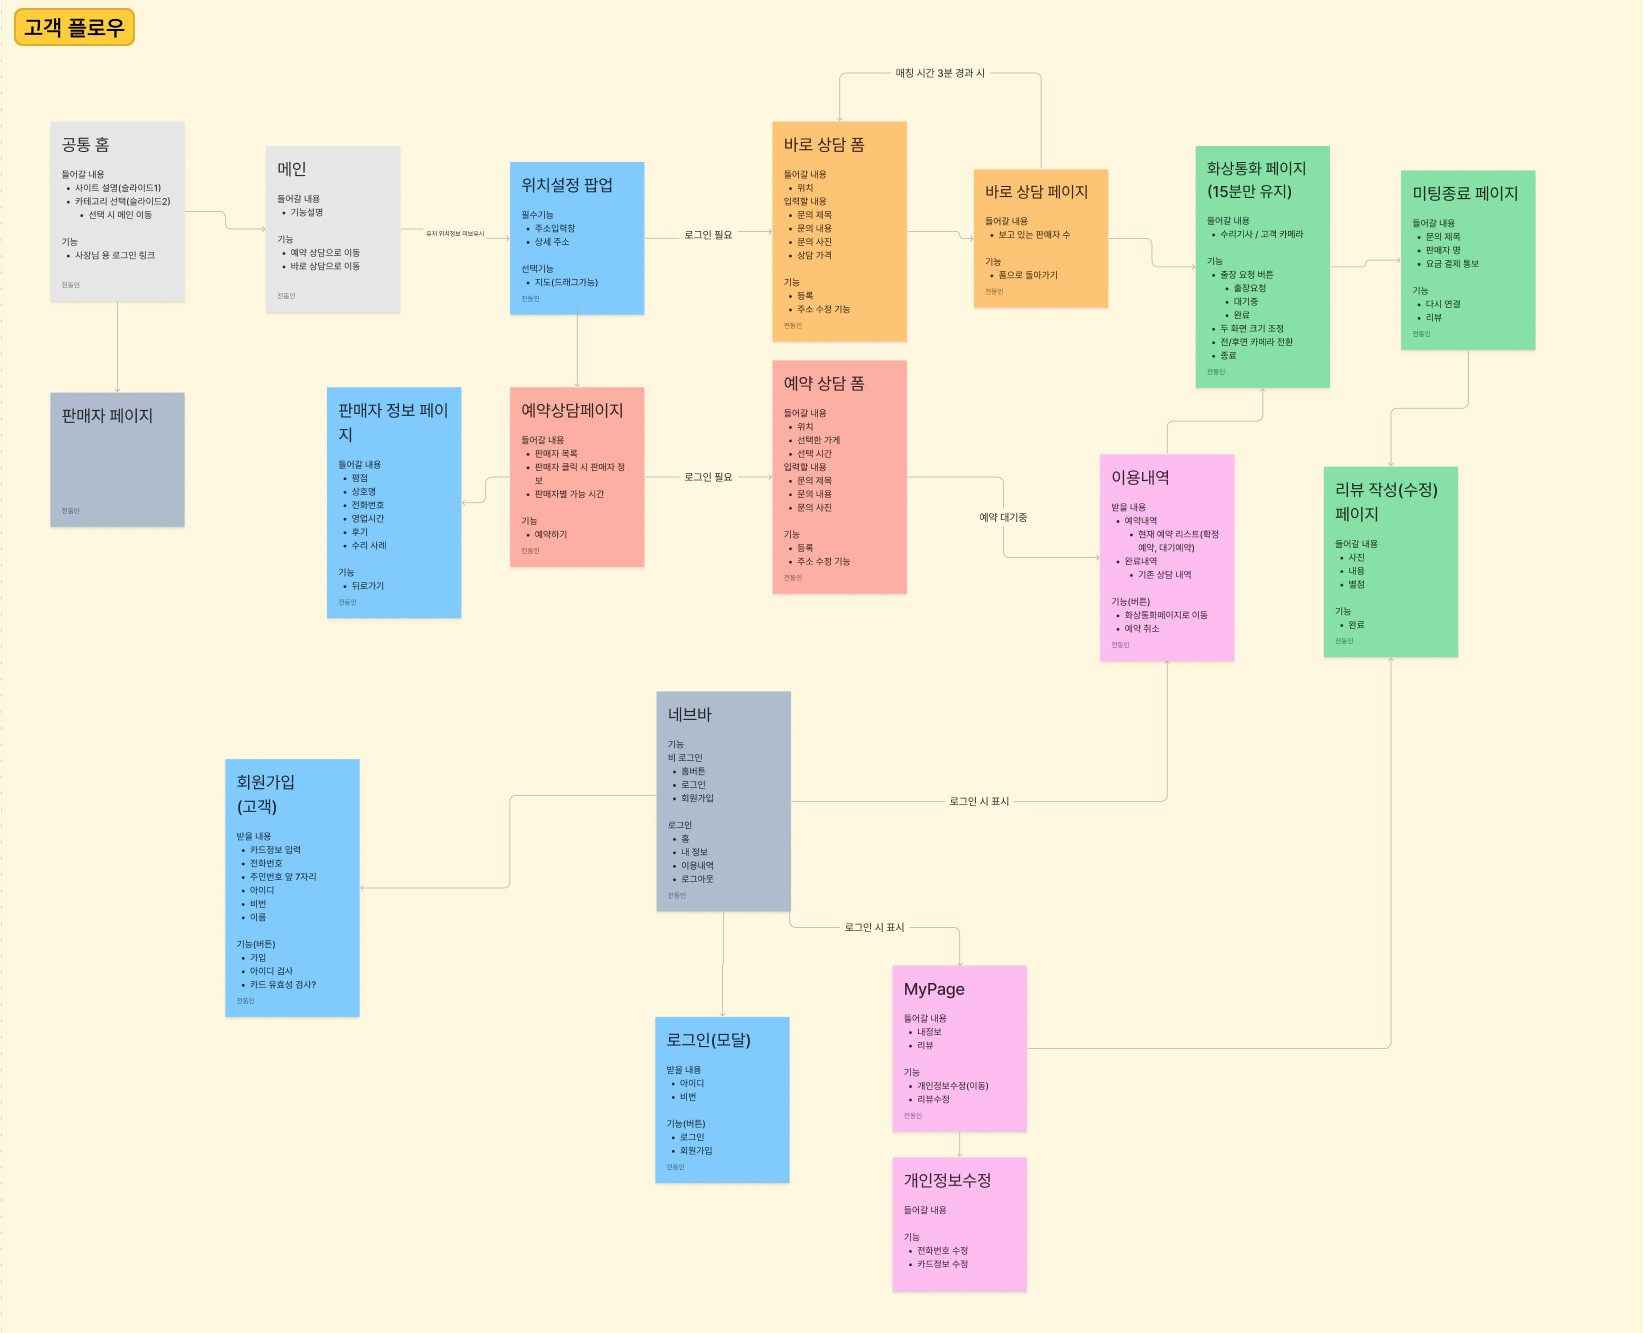 고객 플로우
매칭 시간 3분 경과 시
공통 홈
들어갈 내용
사이트 설명(슬라이드1)
카테고리 선택(슬라이드2)
선택 시 메인 이동
기능
사장님 용 로그인 링크
전동인
메인
들어갈 내용
기능설명
기능
예약 상담으로 이동
바로 상담으로 이동
전동인
유저 위치정보 미보유시
위치설정 팝업
필수기능
주소입력창
상세 주소
선택기능
지도(드래그가능)
전동인
로그인 필요
바로 상담 폼
들어갈 내용
위치
입력할 내용
문의 제목
문의 내용
문의 사진
상담 가격
기능
등록
주소 수정 기능
전동인
바로 상담 페이지
들어갈 내용
보고 있는 판매자 수
기능
폼으로 돌아가기
전동인
화상통화 페이지
(15분만 유지)
들어갈 내용
수리기사 / 고객 카메라
기능
출장 요청 버튼
출장요청
대기중
완료
두 화면 크기 조정
전/후면 카메라 전환
종료
전동인
미팅종료 페이지
들어갈 내용
문의 제목
판매자 명
요금 결제 통보
기능
다시 연결
리뷰
전동인
판매자 페이지
전동인
판매자 정보 페이
지
들어갈 내용
평점
상호명
전화번호
영업시간
후기
수리 사례
기능
뒤로가기
전동인
예약상담페이지
들어갈 내용
판매자 목록
판매자 클릭 시 판매자 정
보
판매자별 가능 시간
기능
예약하기
전동인
로그인 필요
예약 상담 폼
들어갈 내용
위치
선택한 가게
선택 시간
입력할 내용
문의 제목
문의 내용
문의 사진
기능
등록
주소 수정 기능
전동인
예약 대기중
이용내역
받을 내용
예약내역
현재 예약 리스트(확정
예약, 대기예약)
완료내역
기존 상담 내역
기능(버튼)
화상통화페이지로 이동
예약 취소
전동인
리뷰 작성(수정)
페이지
들어갈 내용
사진
내용
별점
기능
완료
전동인
네브바
기능
비 로그인
홈버튼
로그인
회원가입
로그인
홈
내 정보
이용내역
로그아웃
전동인
로그인 시 표시
로그인 시 표시
회원가입
(고객)
받을 내용
카드정보 입력
전화번호
주민번호 앞 7자리
아이디
비번
이름
기능(버튼)
가입
아이디 검사
카드 유효성 검사?
전동인
로그인(모달)
받을 내용
아이디
비번
기능(버튼)
로그인
회원가입
전동인
MyPage
들어갈 내용
내정보
리뷰
기능
개인정보수정(이동)
리뷰수정
전동인
개인정보수정
들어갈 내용
기능
전화번호 수정
카드정보 수정